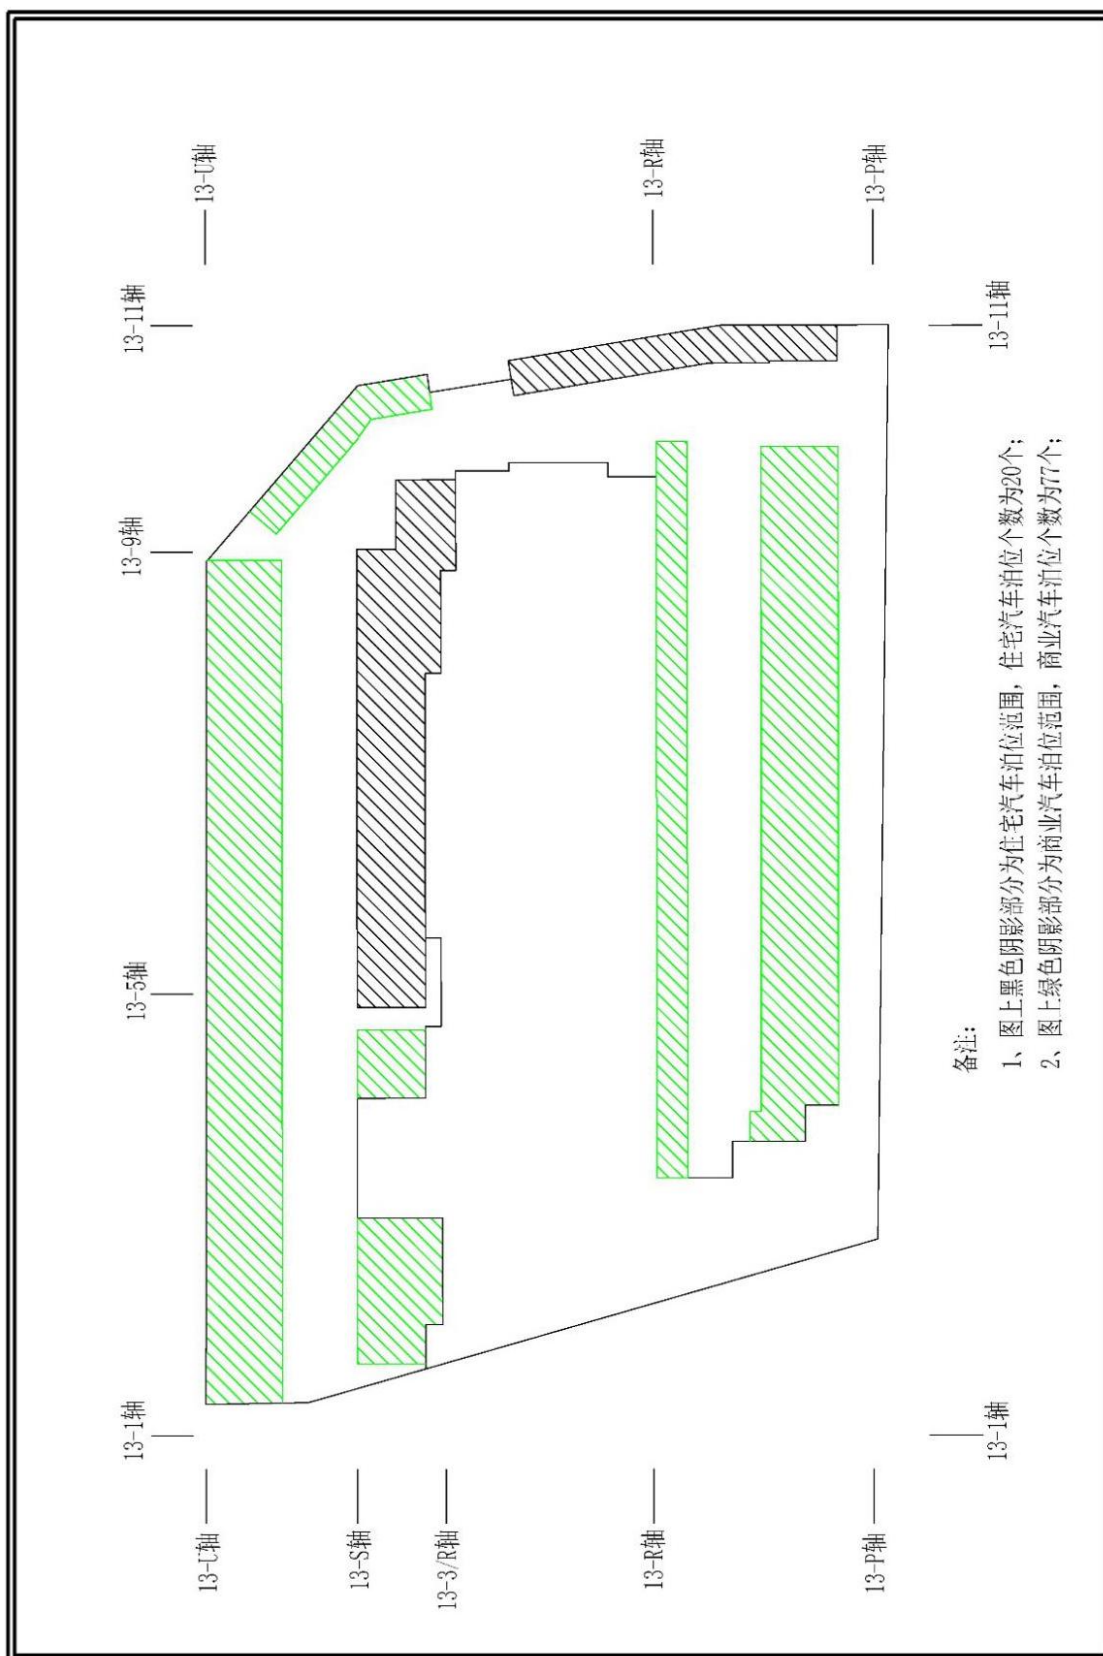 13-1轴
13-5轴
13-9轴
13-11轴
13-U轴
13-U轴
13-S轴
13-3/R轴
13-R轴
13-R轴
13-P轴
13-P轴
13-1轴
13-11轴
备注：
1、图上黑色阴影部分为住宅汽车泊位范围，住宅汽车泊位个数为20个；
2、图上绿色阴影部分为商业汽车泊位范围，商业汽车泊位个数为77个；